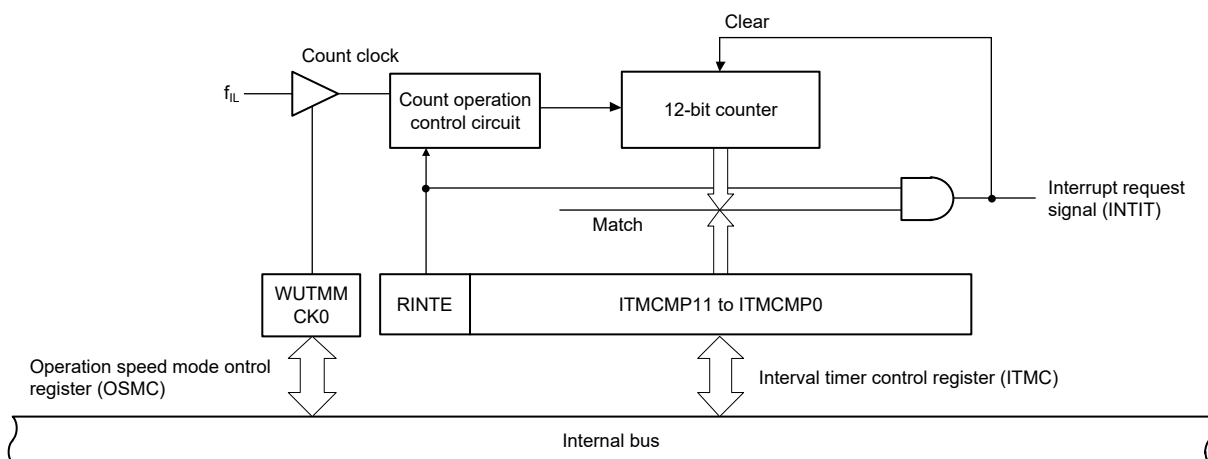 Clear
Count clock
fIL
Count operation
control circuit
12-bit counter
Match
Interrupt request
signal (INTIT)
WUTMM
CK0
RINTE
ITMCMP11 to ITMCMP0
Operation speed mode ontrol
register (OSMC)
Interval timer control register (ITMC)
Internal bus